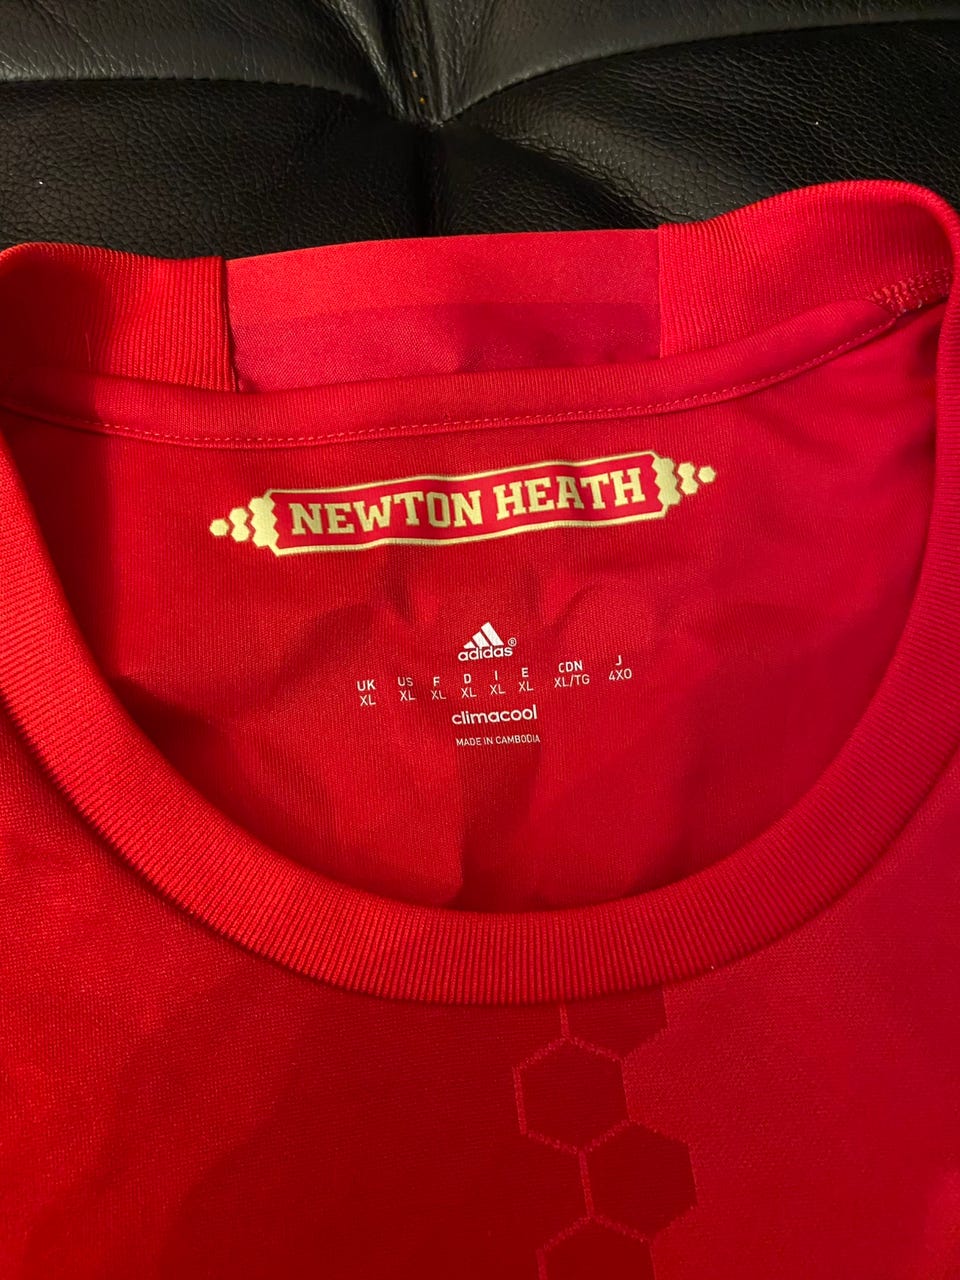 NEWTON HEATH
adidas®
UK US F D I E CDN J
XL XL XL XL XL XL XL/TG 4XO
climacool
MADE IN CAMBODIA